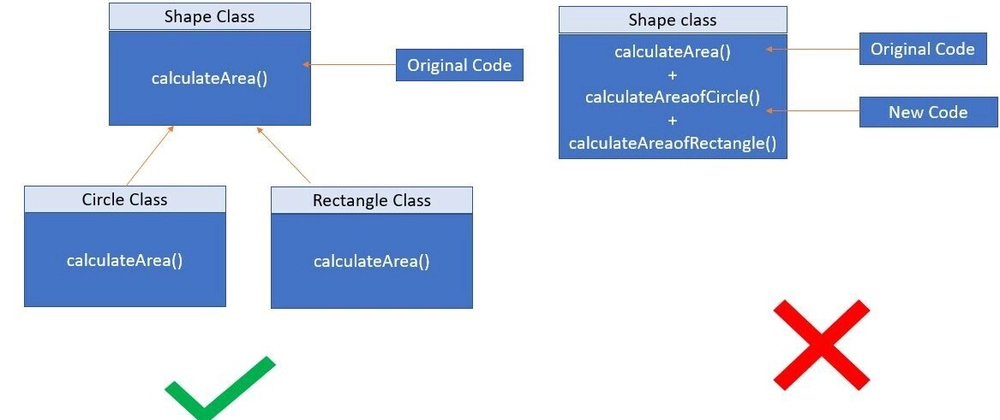 Shape Class
calculateArea()
Original Code
Circle Class
calculateArea()
Rectangle Class
calculateArea()
Shape class
calculateArea()
+
calculateAreaofCircle()
+
calculateAreaofRectangle()
Original Code
New Code